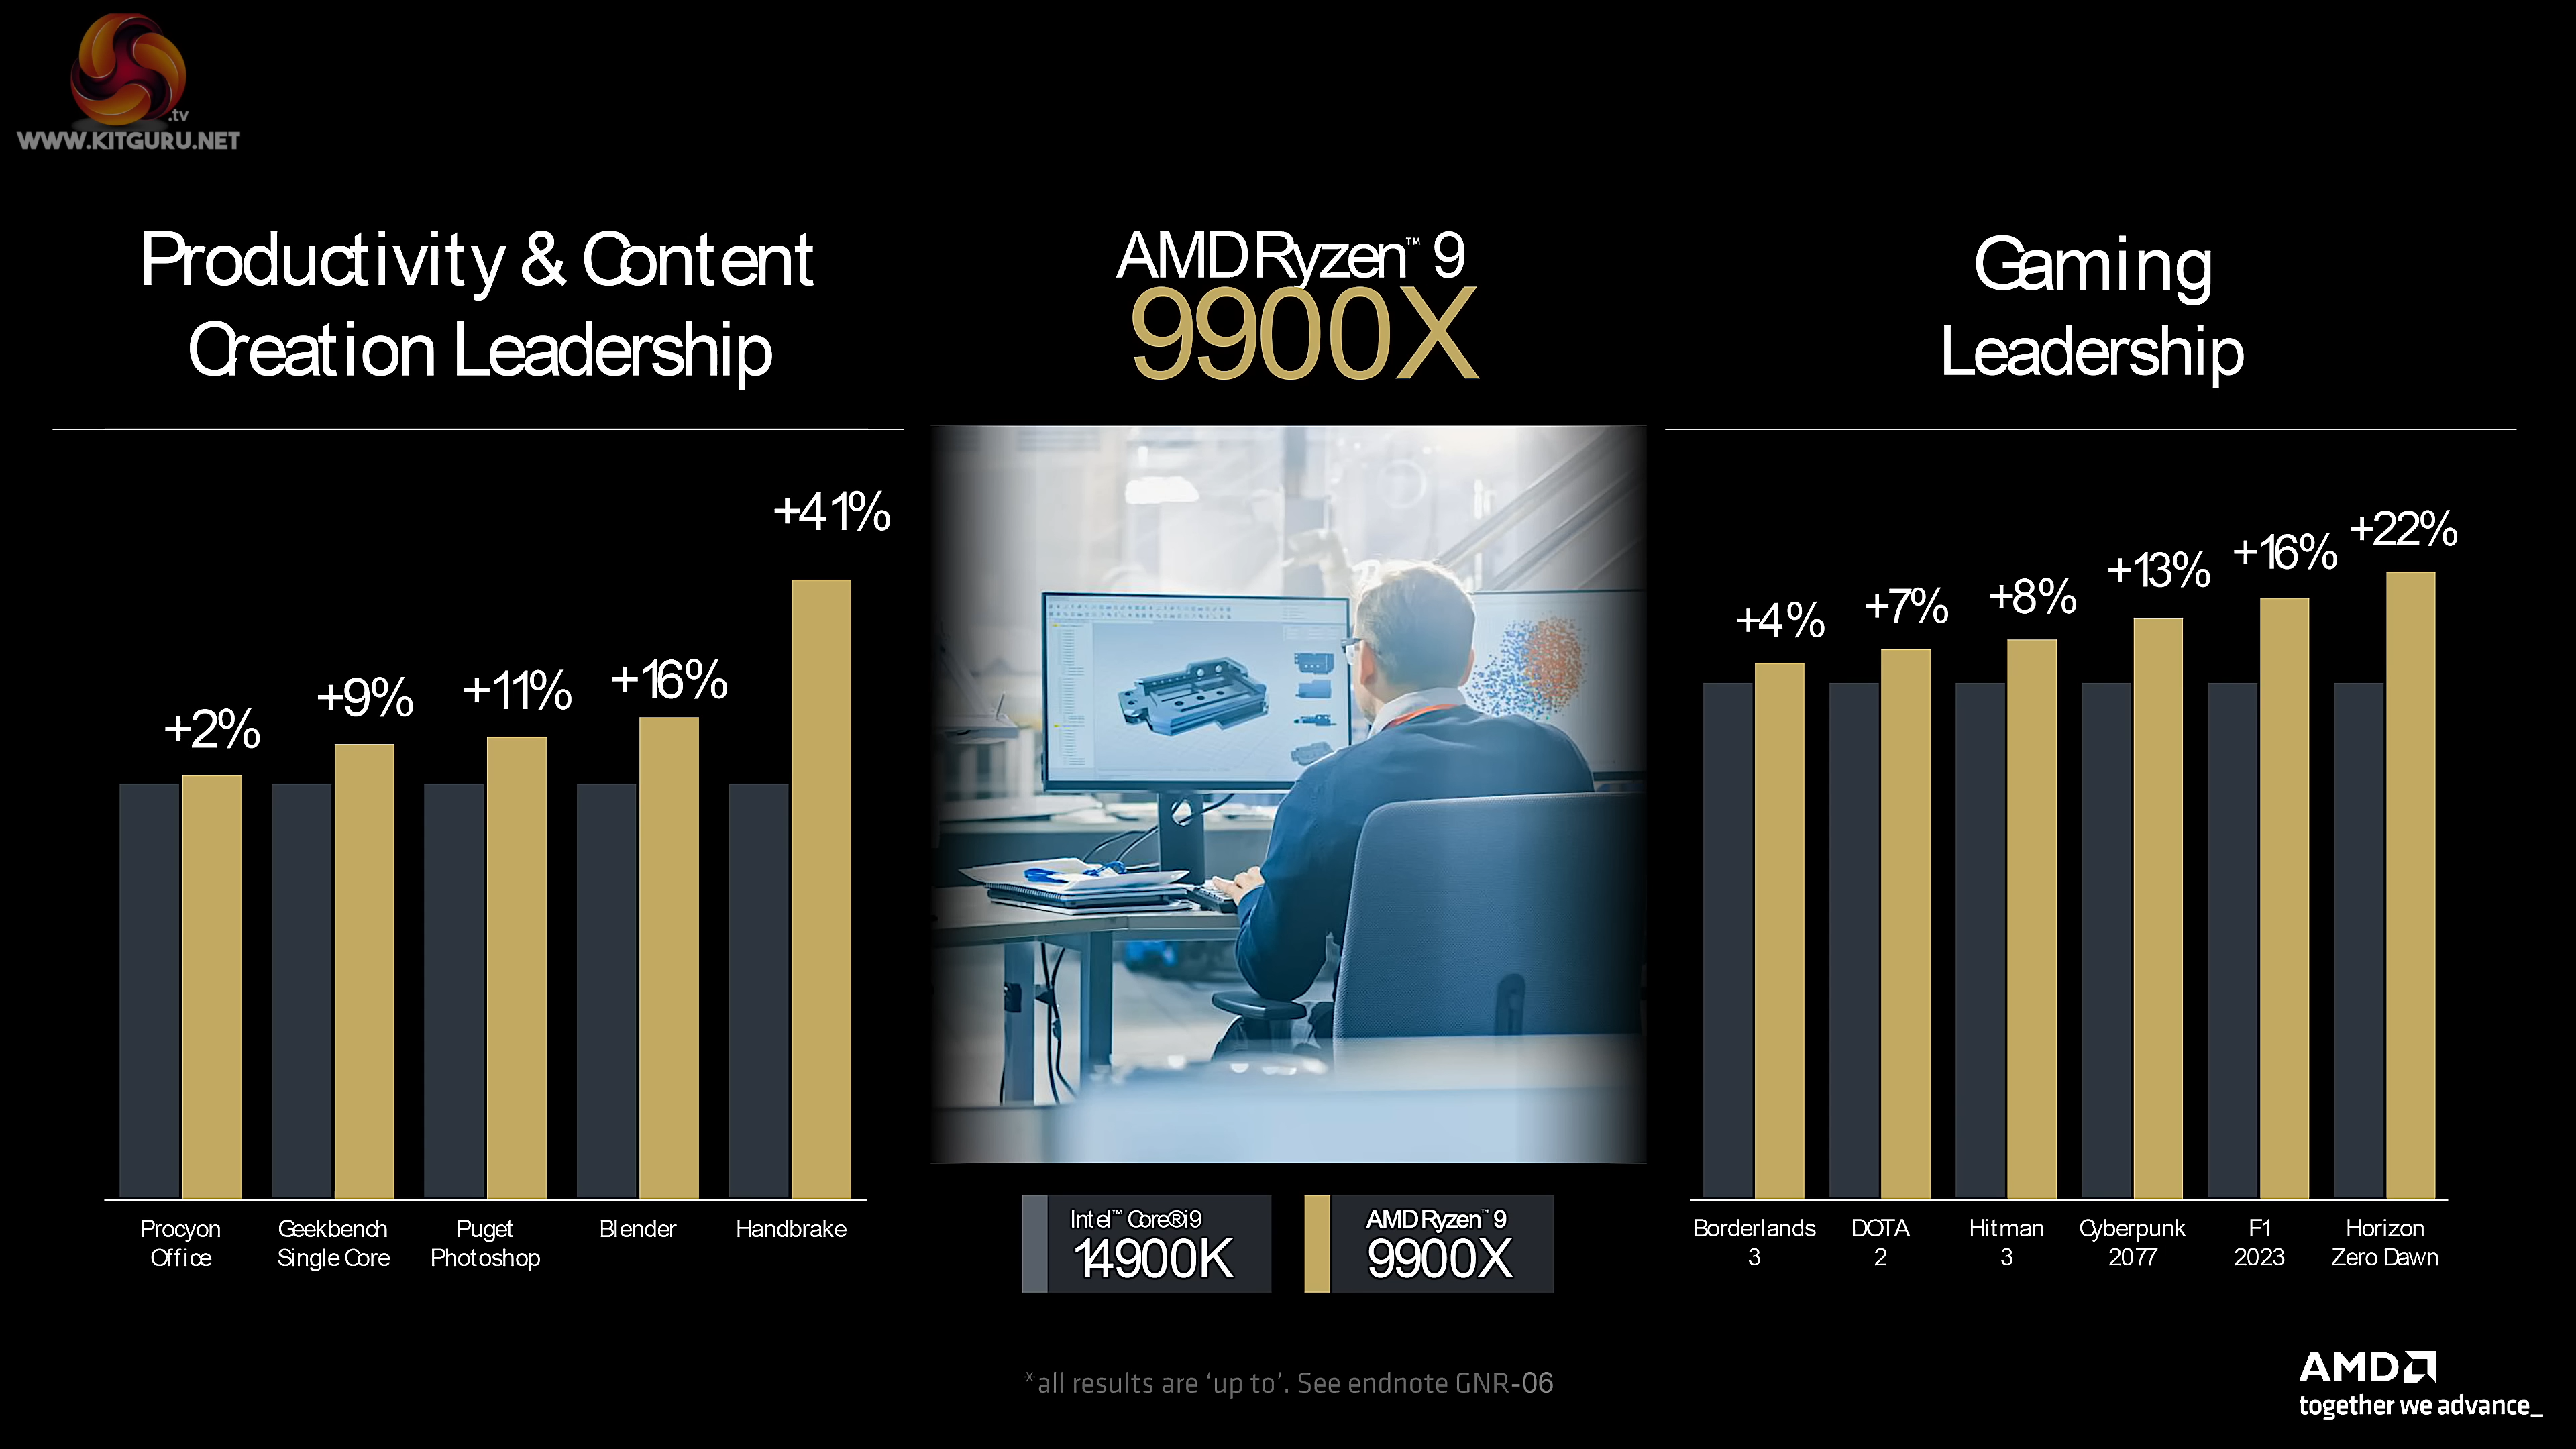 .tv
WWW.KITGURU.NET
Productivity & Content
Creation Leadership
+2%
+9%
+11%
+16%
+41%
Procyon
Office
Geekbench
Single Core
Puget
Photoshop
Blender
Handbrake
AMD Ryzen™ 9
9900X
Intel™ Core® i9
14900K
AMD Ryzen™ 9
9900X
Gaming
Leadership
+4%
+7%
+8%
+13%
+16%
+22%
Borderlands
3
DOTA
2
Hitman
3
Cyberpunk
2077
F1
2023
Horizon
Zero Dawn
*all results are ‘up to’. See endnote GNR-06
AMD
together we advance_